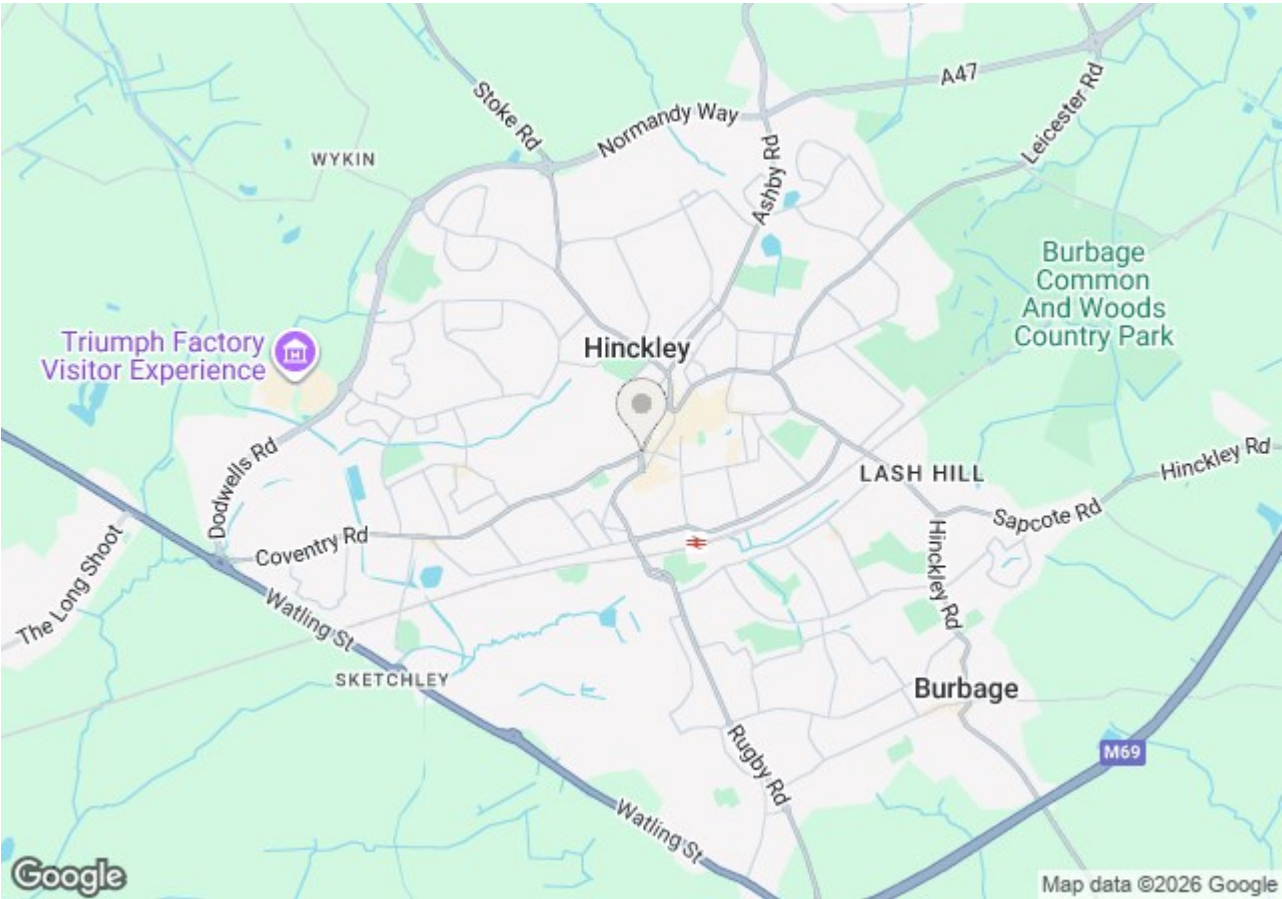 A47
Stoke Rd
Normandy Way
Leicester Rd
WYKIN
Ashby Rd
Burbage
Common
And Woods
Country Park
Triumph Factory
Visitor Experience
Hinckley
Dodwells Rd
LASH HILL
Hinckley Rd
Sapcote Rd
Coventry Rd
Hinckley Rd
The Long Shoot
Watling St
SKETCHLEY
Burbage
Rugby Rd
M69
Watling St
Google
Map data ©2026 Google